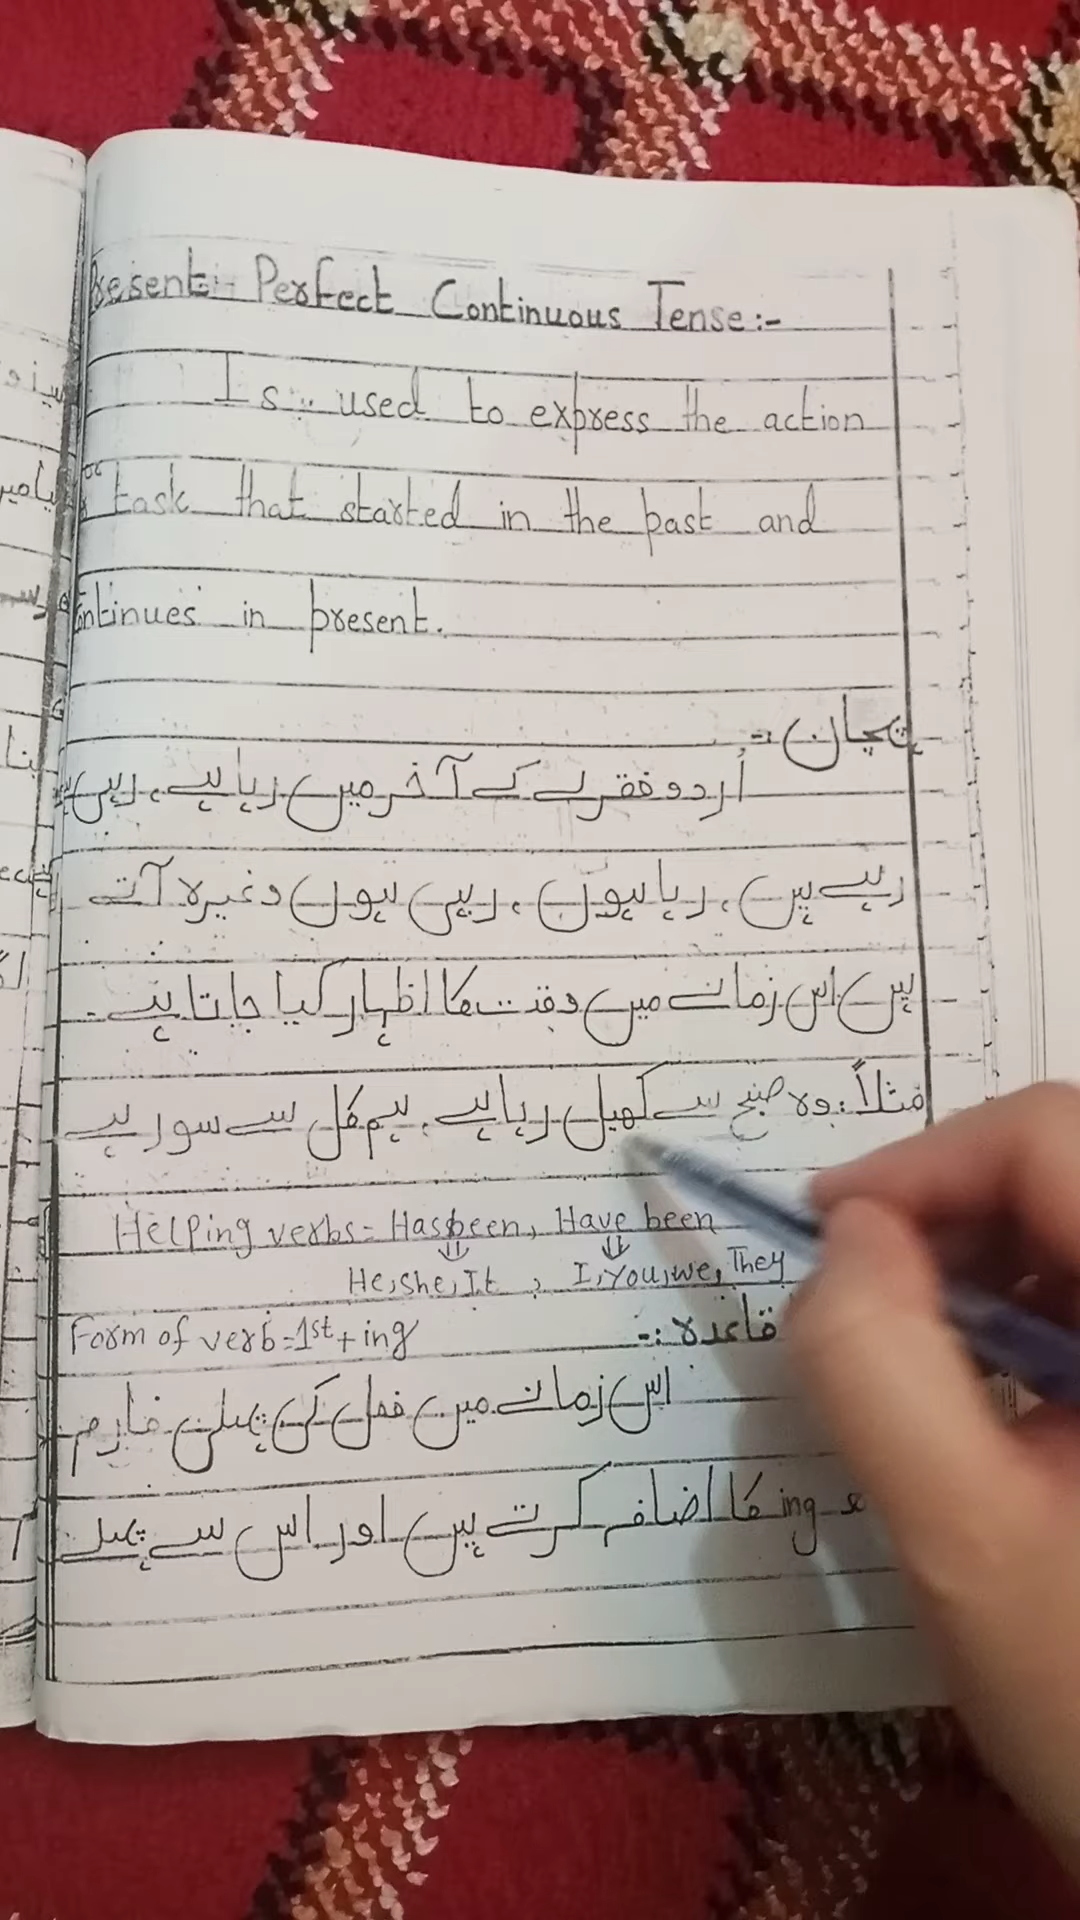 Present:- Perfect Continuous Tense:-
Is used to express the action
or task that started in the past and
continues in present.
پہچان:-
اُردو فقرے کے آخر میں رہا ہے، رہی ہے
رہے ہیں، رہا ہوں، رہی ہوں وغیرہ آتے
ہیں اس زمانے میں وقت کا اظہار کیا جاتا ہے۔
مثلاً: وہ صبح سے کھیل رہا ہے، ہم کل سے سو رہے
Helping verbs = Has been, Have been
He, she, It , I, You, we, They
Form of verb = 1st + ing
قاعدہ:-
اس زمانے میں فعل کی پہلی فارم
ing کا اضافہ کرتے ہیں اور اس سے پہلے